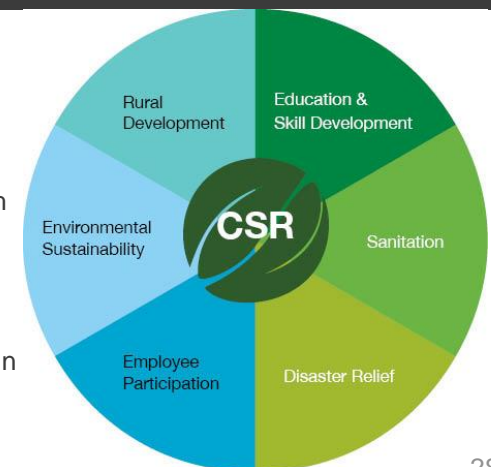 Rural
Development
Education &
Skill Development
Environmental
Sustainability
CSR
Sanitation
Employee
Participation
Disaster Relief